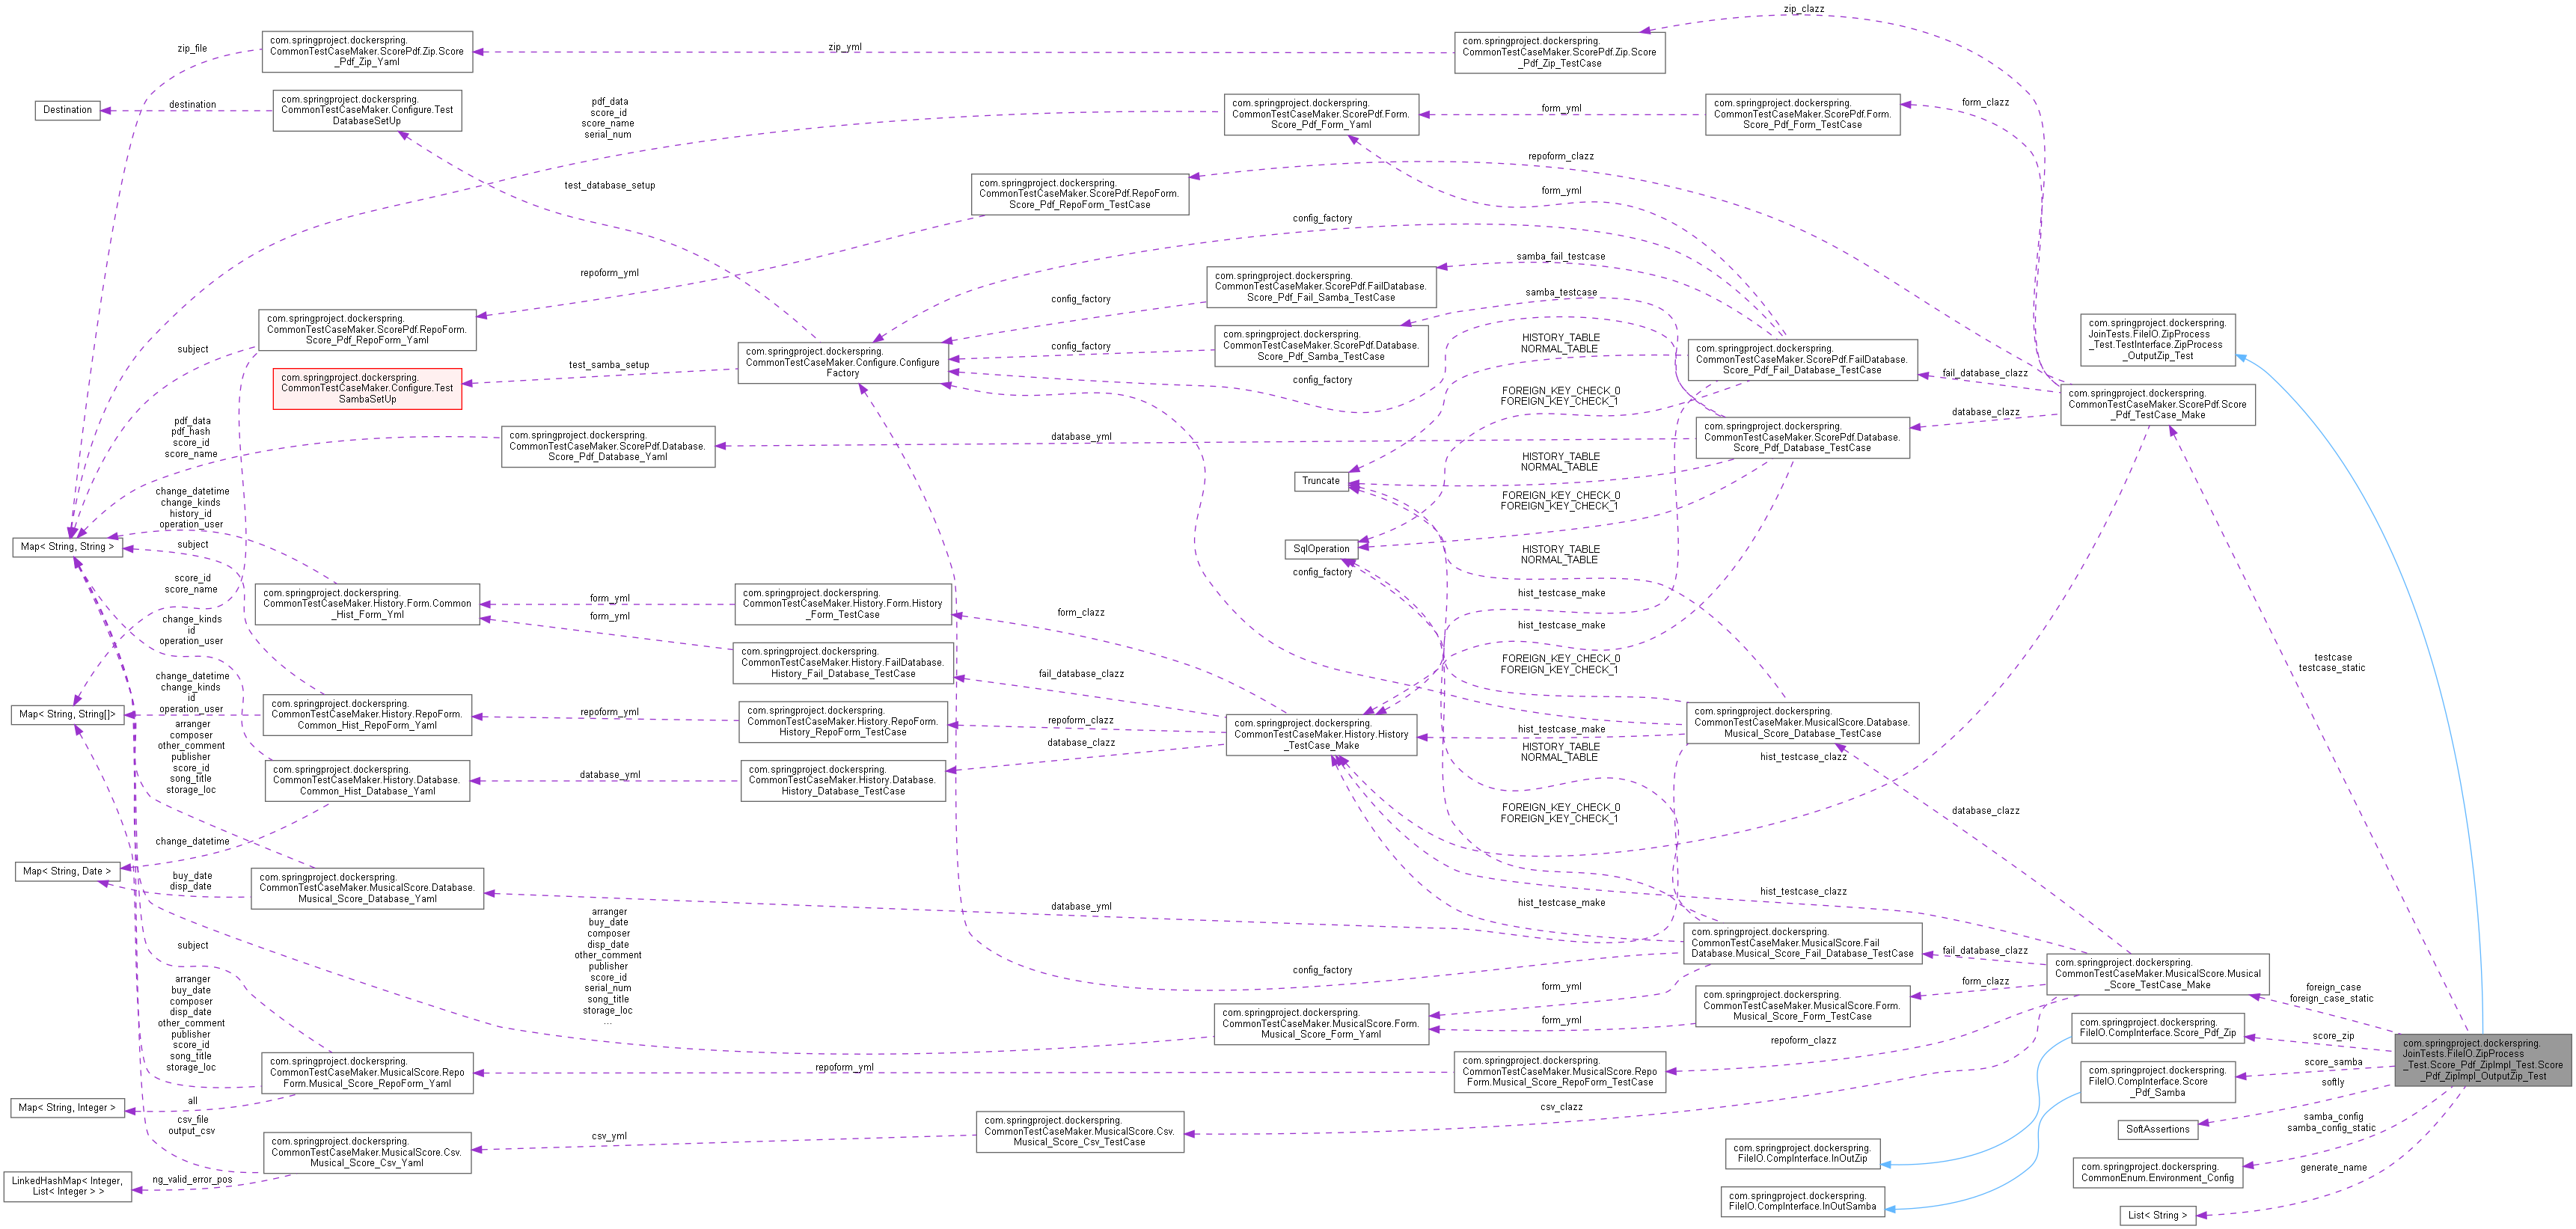 zip_clazz
com.springproject.dockerspring.
CommonTestCaseMaker.ScorePdf.Zip.Score
_Pdf_Zip_Yaml
zip_file
zip_yml
com.springproject.dockerspring.
CommonTestCaseMaker.ScorePdf.Zip.Score
_Pdf_Zip_TestCase
Destination
destination
com.springproject.dockerspring.
CommonTestCaseMaker.Configure.Test
DatabaseSetUp
pdf_data
score_id
score_name
serial_num
com.springproject.dockerspring.
CommonTestCaseMaker.ScorePdf.Form.
Score_Pdf_Form_Yaml
form_yml
com.springproject.dockerspring.
CommonTestCaseMaker.ScorePdf.Form.
Score_Pdf_Form_TestCase
form_clazz
repoform_clazz
test_database_setup
com.springproject.dockerspring.
CommonTestCaseMaker.ScorePdf.RepoForm.
Score_Pdf_RepoForm_TestCase
form_yml
config_factory
repoform_yml
samba_fail_testcase
com.springproject.dockerspring.
CommonTestCaseMaker.ScorePdf.FailDatabase.
Score_Pdf_Fail_Samba_TestCase
config_factory
samba_testcase
com.springproject.dockerspring.
CommonTestCaseMaker.ScorePdf.RepoForm.
Score_Pdf_RepoForm_Yaml
subject
com.springproject.dockerspring.
CommonTestCaseMaker.ScorePdf.Database.
Score_Pdf_Samba_TestCase
config_factory
HISTORY_TABLE
NORMAL_TABLE
com.springproject.dockerspring.
JoinTests.FileIO.ZipProcess
_Test.TestInterface.ZipProcess
_OutputZip_Test
com.springproject.dockerspring.
CommonTestCaseMaker.Configure.Configure
Factory
com.springproject.dockerspring.
CommonTestCaseMaker.ScorePdf.FailDatabase.
Score_Pdf_Fail_Database_TestCase
test_samba_setup
com.springproject.dockerspring.
CommonTestCaseMaker.Configure.Test
SambaSetUp
config_factory
fail_database_clazz
FOREIGN_KEY_CHECK_0
FOREIGN_KEY_CHECK_1
com.springproject.dockerspring.
CommonTestCaseMaker.ScorePdf.Score
_Pdf_TestCase_Make
database_clazz
pdf_data
pdf_hash
score_id
score_name
com.springproject.dockerspring.
CommonTestCaseMaker.ScorePdf.Database.
Score_Pdf_Database_Yaml
database_yml
com.springproject.dockerspring.
CommonTestCaseMaker.ScorePdf.Database.
Score_Pdf_Database_TestCase
HISTORY_TABLE
NORMAL_TABLE
Truncate
FOREIGN_KEY_CHECK_0
FOREIGN_KEY_CHECK_1
change_datetime
change_kinds
history_id
operation_user
Map< String, String >
subject
SqlOperation
HISTORY_TABLE
NORMAL_TABLE
config_factory
score_id
score_name
com.springproject.dockerspring.
CommonTestCaseMaker.History.Form.Common
_Hist_Form_Yml
form_yml
com.springproject.dockerspring.
CommonTestCaseMaker.History.Form.History
_Form_TestCase
form_clazz
hist_testcase_make
form_yml
change_kinds
id
operation_user
hist_testcase_make
com.springproject.dockerspring.
CommonTestCaseMaker.History.FailDatabase.
History_Fail_Database_TestCase
fail_database_clazz
FOREIGN_KEY_CHECK_0
FOREIGN_KEY_CHECK_1
testcase
testcase_static
change_datetime
change_kinds
id
operation_user
Map< String, String[]>
com.springproject.dockerspring.
CommonTestCaseMaker.History.RepoForm.
Common_Hist_RepoForm_Yaml
repoform_yml
com.springproject.dockerspring.
CommonTestCaseMaker.History.RepoForm.
History_RepoForm_TestCase
repoform_clazz
com.springproject.dockerspring.
CommonTestCaseMaker.History.History
_TestCase_Make
hist_testcase_make
com.springproject.dockerspring.
CommonTestCaseMaker.MusicalScore.Database.
Musical_Score_Database_TestCase
database_clazz
HISTORY_TABLE
NORMAL_TABLE
hist_testcase_clazz
arranger
composer
other_comment
publisher
score_id
song_title
storage_loc
com.springproject.dockerspring.
CommonTestCaseMaker.History.Database.
Common_Hist_Database_Yaml
database_yml
com.springproject.dockerspring.
CommonTestCaseMaker.History.Database.
History_Database_TestCase
FOREIGN_KEY_CHECK_0
FOREIGN_KEY_CHECK_1
database_clazz
change_datetime
Map< String, Date >
buy_date
disp_date
com.springproject.dockerspring.
CommonTestCaseMaker.MusicalScore.Database.
Musical_Score_Database_Yaml
database_yml
hist_testcase_clazz
hist_testcase_make
arranger
buy_date
composer
disp_date
other_comment
publisher
score_id
serial_num
song_title
storage_loc
...
com.springproject.dockerspring.
CommonTestCaseMaker.MusicalScore.Fail
Database.Musical_Score_Fail_Database_TestCase
fail_database_clazz
subject
config_factory
com.springproject.dockerspring.
CommonTestCaseMaker.MusicalScore.Musical
_Score_TestCase_Make
form_clazz
form_yml
foreign_case
foreign_case_static
arranger
buy_date
composer
disp_date
other_comment
publisher
score_id
song_title
storage_loc
com.springproject.dockerspring.
CommonTestCaseMaker.MusicalScore.Form.
Musical_Score_Form_Yaml
form_yml
com.springproject.dockerspring.
CommonTestCaseMaker.MusicalScore.Form.
Musical_Score_Form_TestCase
com.springproject.dockerspring.
FileIO.CompInterface.Score_Pdf_Zip
score_zip
repoform_clazz
com.springproject.dockerspring.
JoinTests.FileIO.ZipProcess
_Test.Score_Pdf_ZipImpl_Test.Score
_Pdf_ZipImpl_OutputZip_Test
com.springproject.dockerspring.
CommonTestCaseMaker.MusicalScore.Repo
Form.Musical_Score_RepoForm_Yaml
repoform_yml
com.springproject.dockerspring.
CommonTestCaseMaker.MusicalScore.Repo
Form.Musical_Score_RepoForm_TestCase
com.springproject.dockerspring.
FileIO.CompInterface.Score
_Pdf_Samba
score_samba
softly
Map< String, Integer >
all
csv_clazz
csv_file
output_csv
com.springproject.dockerspring.
CommonTestCaseMaker.MusicalScore.Csv.
Musical_Score_Csv_Yaml
csv_yml
com.springproject.dockerspring.
CommonTestCaseMaker.MusicalScore.Csv.
Musical_Score_Csv_TestCase
SoftAssertions
samba_config
samba_config_static
com.springproject.dockerspring.
FileIO.CompInterface.InOutZip
com.springproject.dockerspring.
CommonEnum.Environment_Config
generate_name
LinkedHashMap< Integer,
List< Integer > >
ng_valid_error_pos
com.springproject.dockerspring.
FileIO.CompInterface.InOutSamba
List< String >